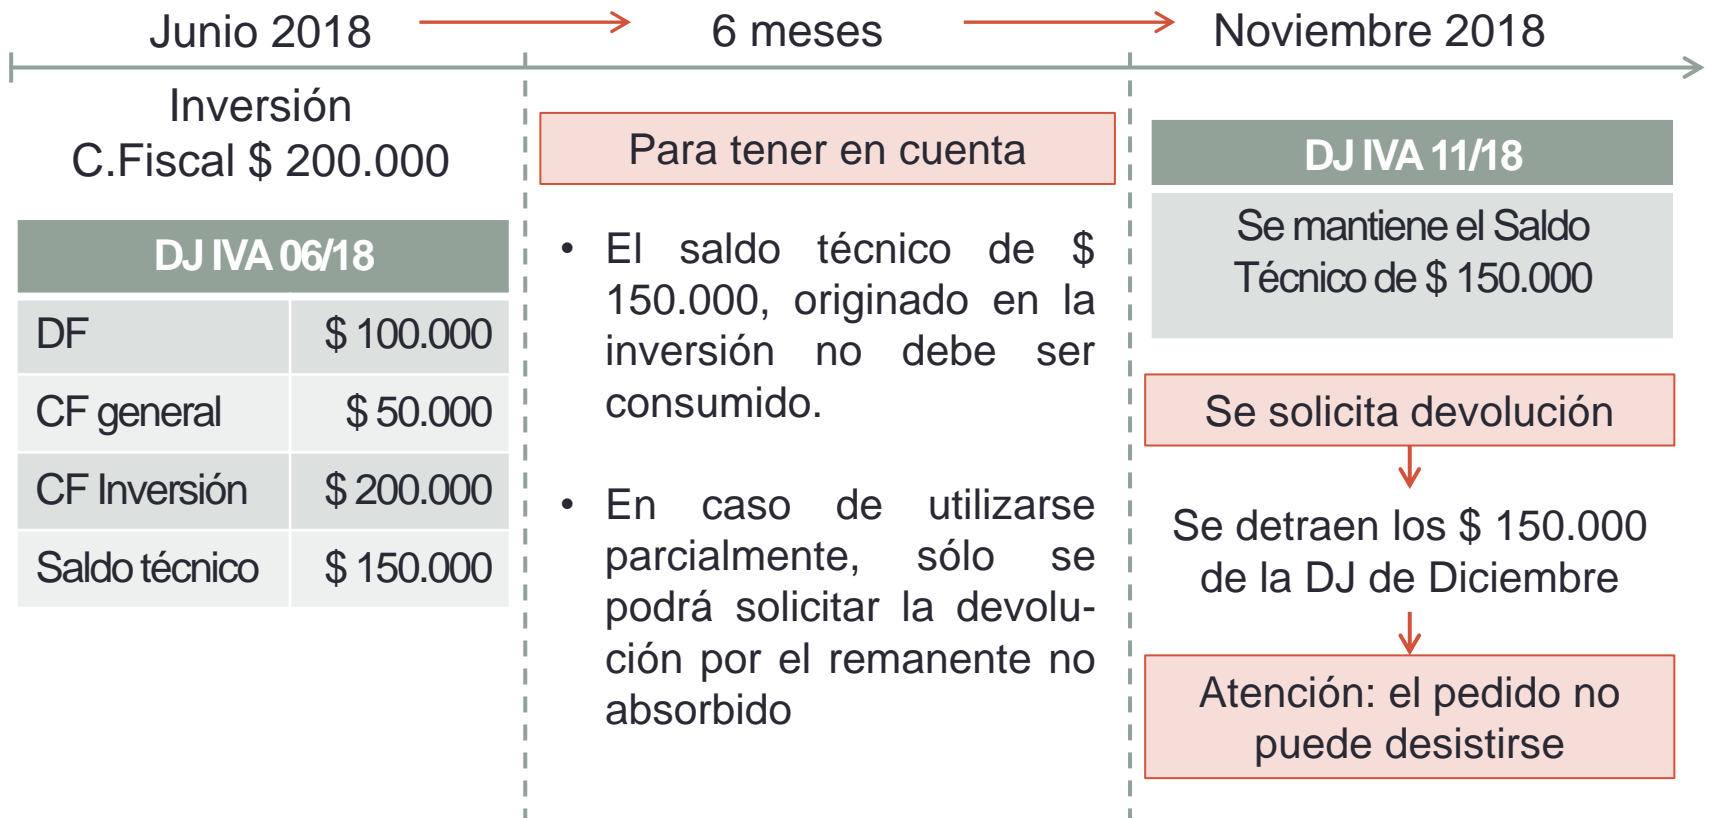 Junio 2018
6 meses
Noviembre 2018
Inversión
C.Fiscal $ 200.000
DJ IVA 06/18
DF $ 100.000
CF general $ 50.000
CF Inversión $ 200.000
Saldo técnico $ 150.000
Para tener en cuenta
• El saldo técnico de $
150.000, originado en la
inversión no debe ser
consumido.
• En caso de utilizarse
parcialmente, sólo se
podrá solicitar la devolu-
ción por el remanente no
absorbido
DJ IVA 11/18
Se mantiene el Saldo
Técnico de $ 150.000
Se solicita devolución
Se detraen los $ 150.000
de la DJ de Diciembre
Atención: el pedido no
puede desistirse